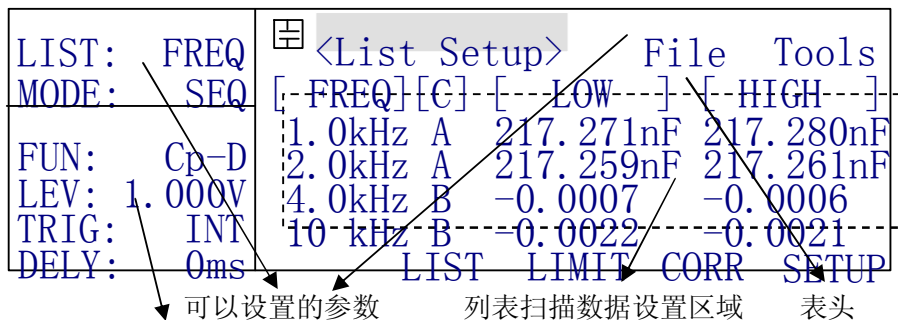 LIST: FREQ
MODE: SEQ
FUN: Cp-D
LEV: 1.000V
TRIG: INT
DELY: 0ms
<List Setup> File Tools
[ FREQ][C] [ LOW ] [ HIGH ]
1.0kHz A 217.271nF 217.280nF
2.0kHz A 217.259nF 217.261nF
4.0kHz B -0.0007 -0.0006
10 kHz B -0.0022 -0.0021
LIST LIMIT CORR SETUP
可以设置的参数 列表扫描数据设置区域 表头